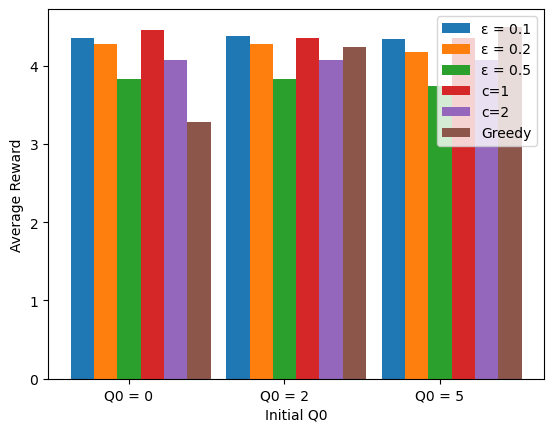 ε = 0.1
ε = 0.2
ε = 0.5
c=1
c=2
Greedy
4
3
2
1
0
Average Reward
Q0 = 0
Q0 = 2
Q0 = 5
Initial Q0